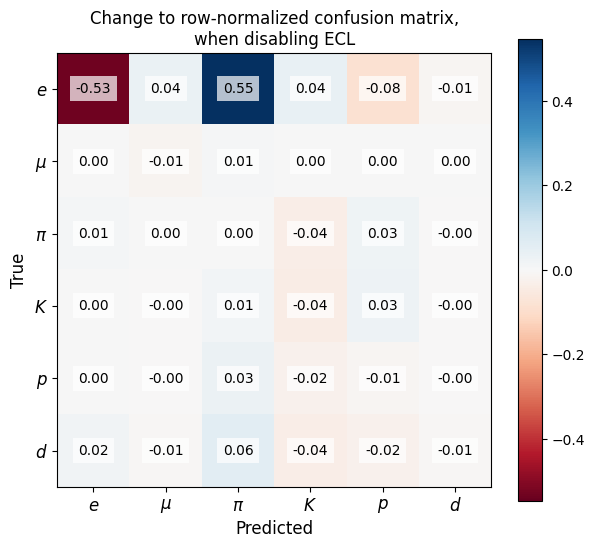 Change to row-normalized confusion matrix,
when disabling ECL
e -0.53 0.04 0.55 0.04 -0.08 -0.01
μ 0.00 -0.01 0.01 0.00 0.00 0.00
π 0.01 0.00 0.00 -0.04 0.03 -0.00
K 0.00 -0.00 0.01 -0.04 0.03 -0.00
p 0.00 -0.00 0.03 -0.02 -0.01 -0.00
d 0.02 -0.01 0.06 -0.04 -0.02 -0.01
e μ π K p d
Predicted
True
0.4
0.2
0.0
−0.2
−0.4